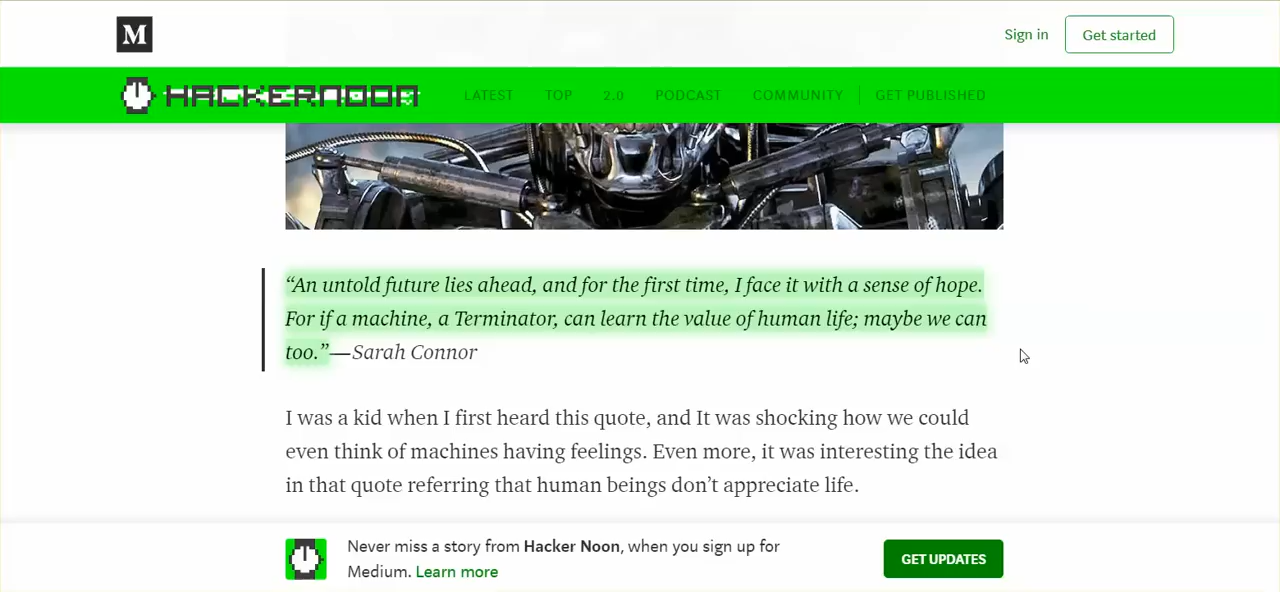 M
Sign in
Get started
HACKERNOON
LATEST
TOP
2.0
PODCAST
COMMUNITY
GET PUBLISHED
“An untold future lies ahead, and for the first time, I face it with a sense of hope.
For if a machine, a Terminator, can learn the value of human life; maybe we can
too.”—Sarah Connor
I was a kid when I first heard this quote, and It was shocking how we could
even think of machines having feelings. Even more, it was interesting the idea
in that quote referring that human beings don’t appreciate life.
Never miss a story from Hacker Noon, when you sign up for
Medium. Learn more
GET UPDATES